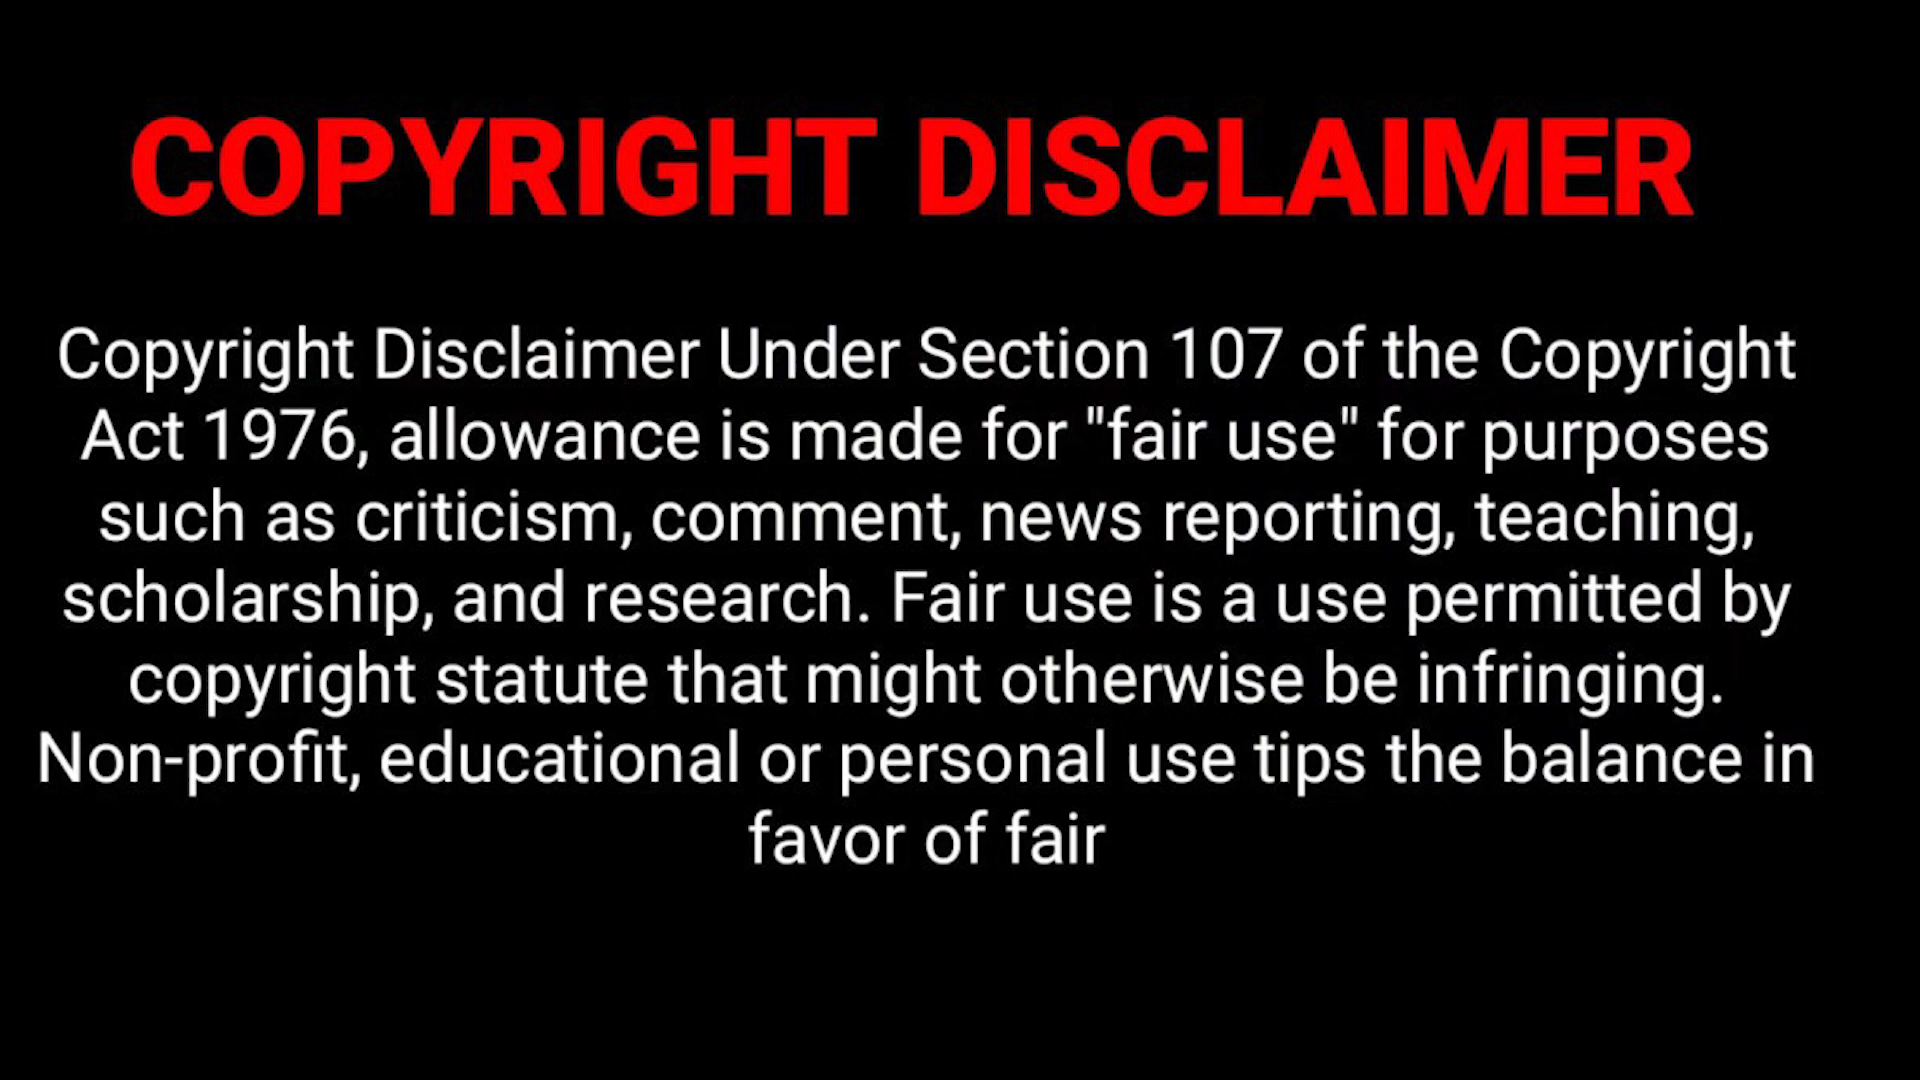 COPYRIGHT DISCLAIMER
Copyright Disclaimer Under Section 107 of the Copyright
Act 1976, allowance is made for "fair use" for purposes
such as criticism, comment, news reporting, teaching,
scholarship, and research. Fair use is a use permitted by
copyright statute that might otherwise be infringing.
Non-profit, educational or personal use tips the balance in
favor of fair